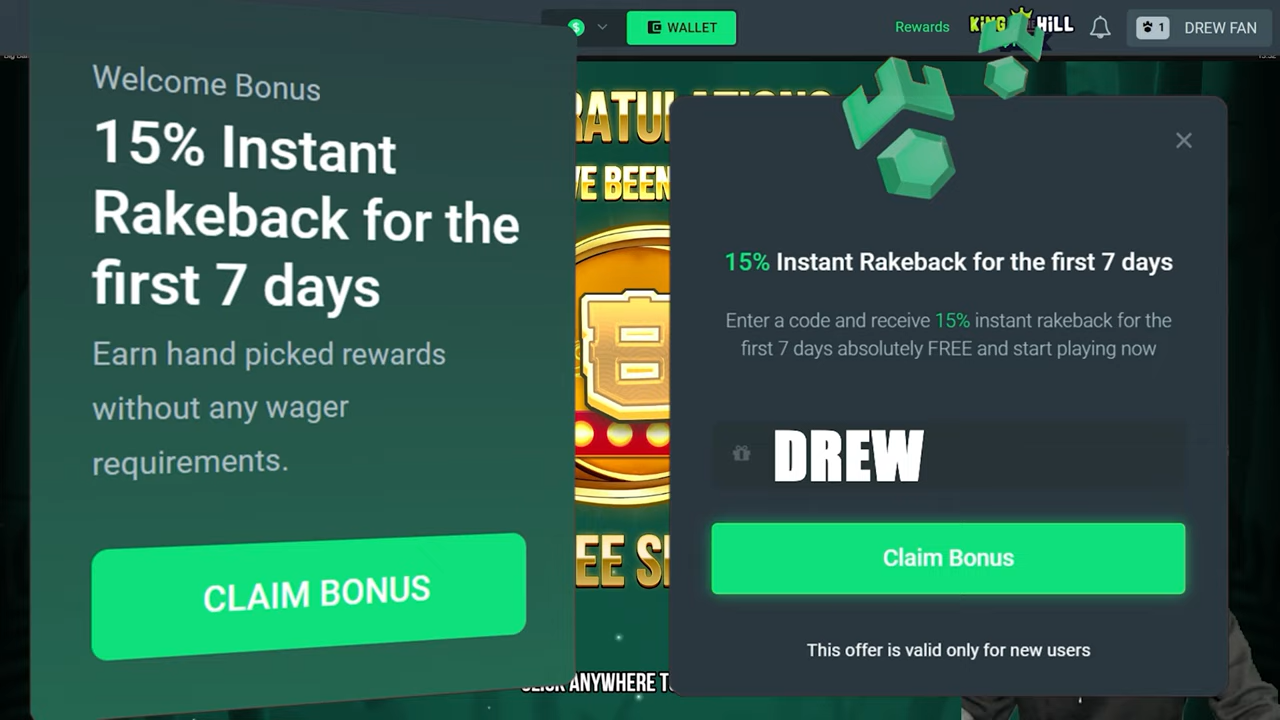 WALLET
Rewards
KING HILL
1
DREW FAN
Welcome Bonus
15% Instant
Rakeback for the
first 7 days
Earn hand picked rewards
without any wager
requirements.
CLAIM BONUS
15% Instant Rakeback for the first 7 days
Enter a code and receive 15% instant rakeback for the
first 7 days absolutely FREE and start playing now
DREW
Claim Bonus
This offer is valid only for new users
BEEN
8
ANYWHERE